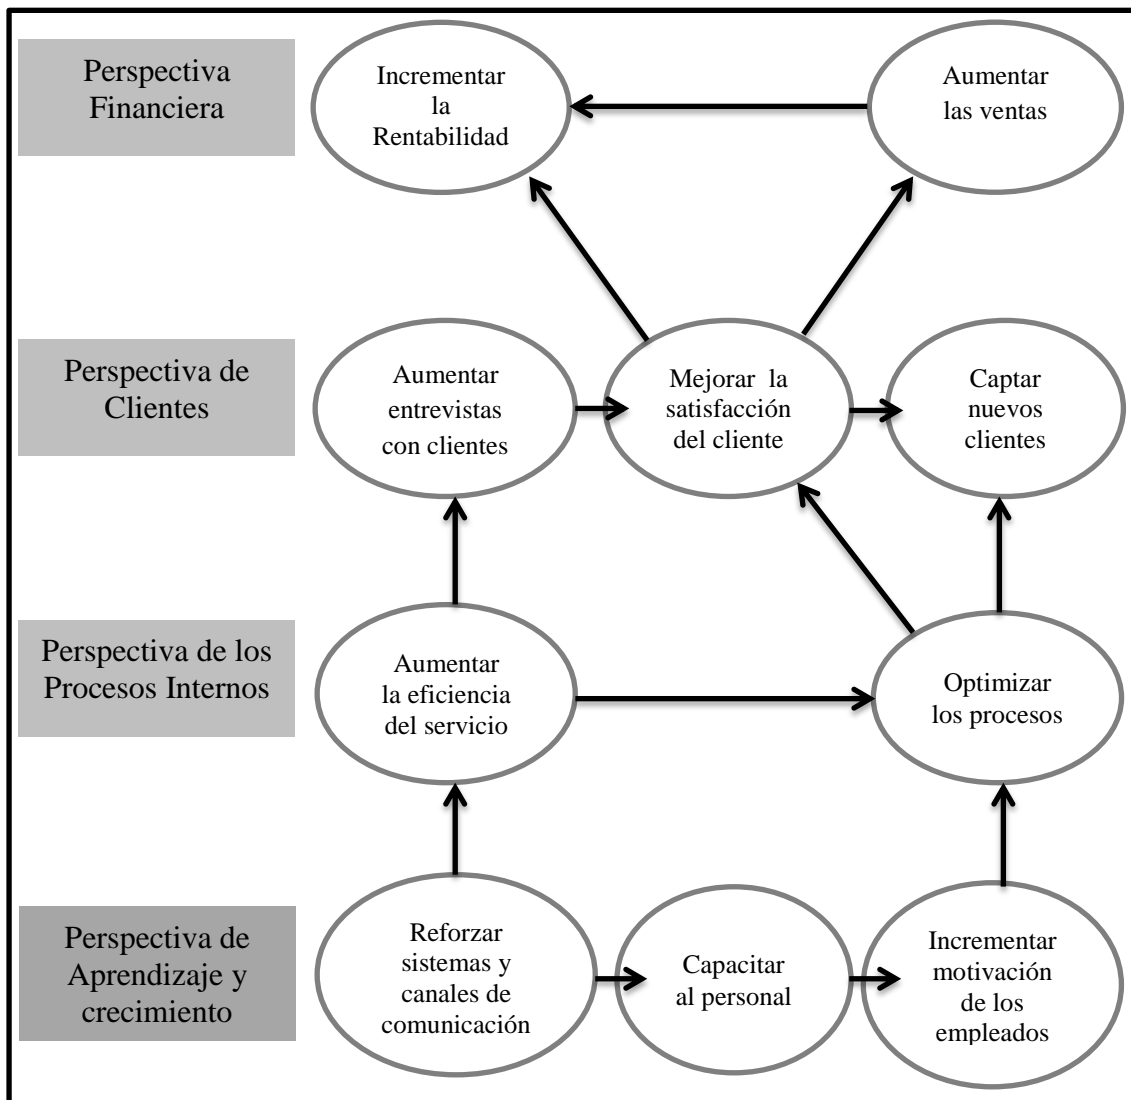 Perspectiva
Financiera
Incrementar
la
Rentabilidad
Aumentar
las ventas
Perspectiva de
Clientes
Aumentar
entrevistas
con clientes
Mejorar la
satisfacción
del cliente
Captar
nuevos
clientes
Perspectiva de los
Procesos Internos
Aumentar
la eficiencia
del servicio
Optimizar
los procesos
Perspectiva de
Aprendizaje y
crecimiento
Reforzar
sistemas y
canales de
comunicación
Capacitar
al personal
Incrementar
motivación
de los
empleados